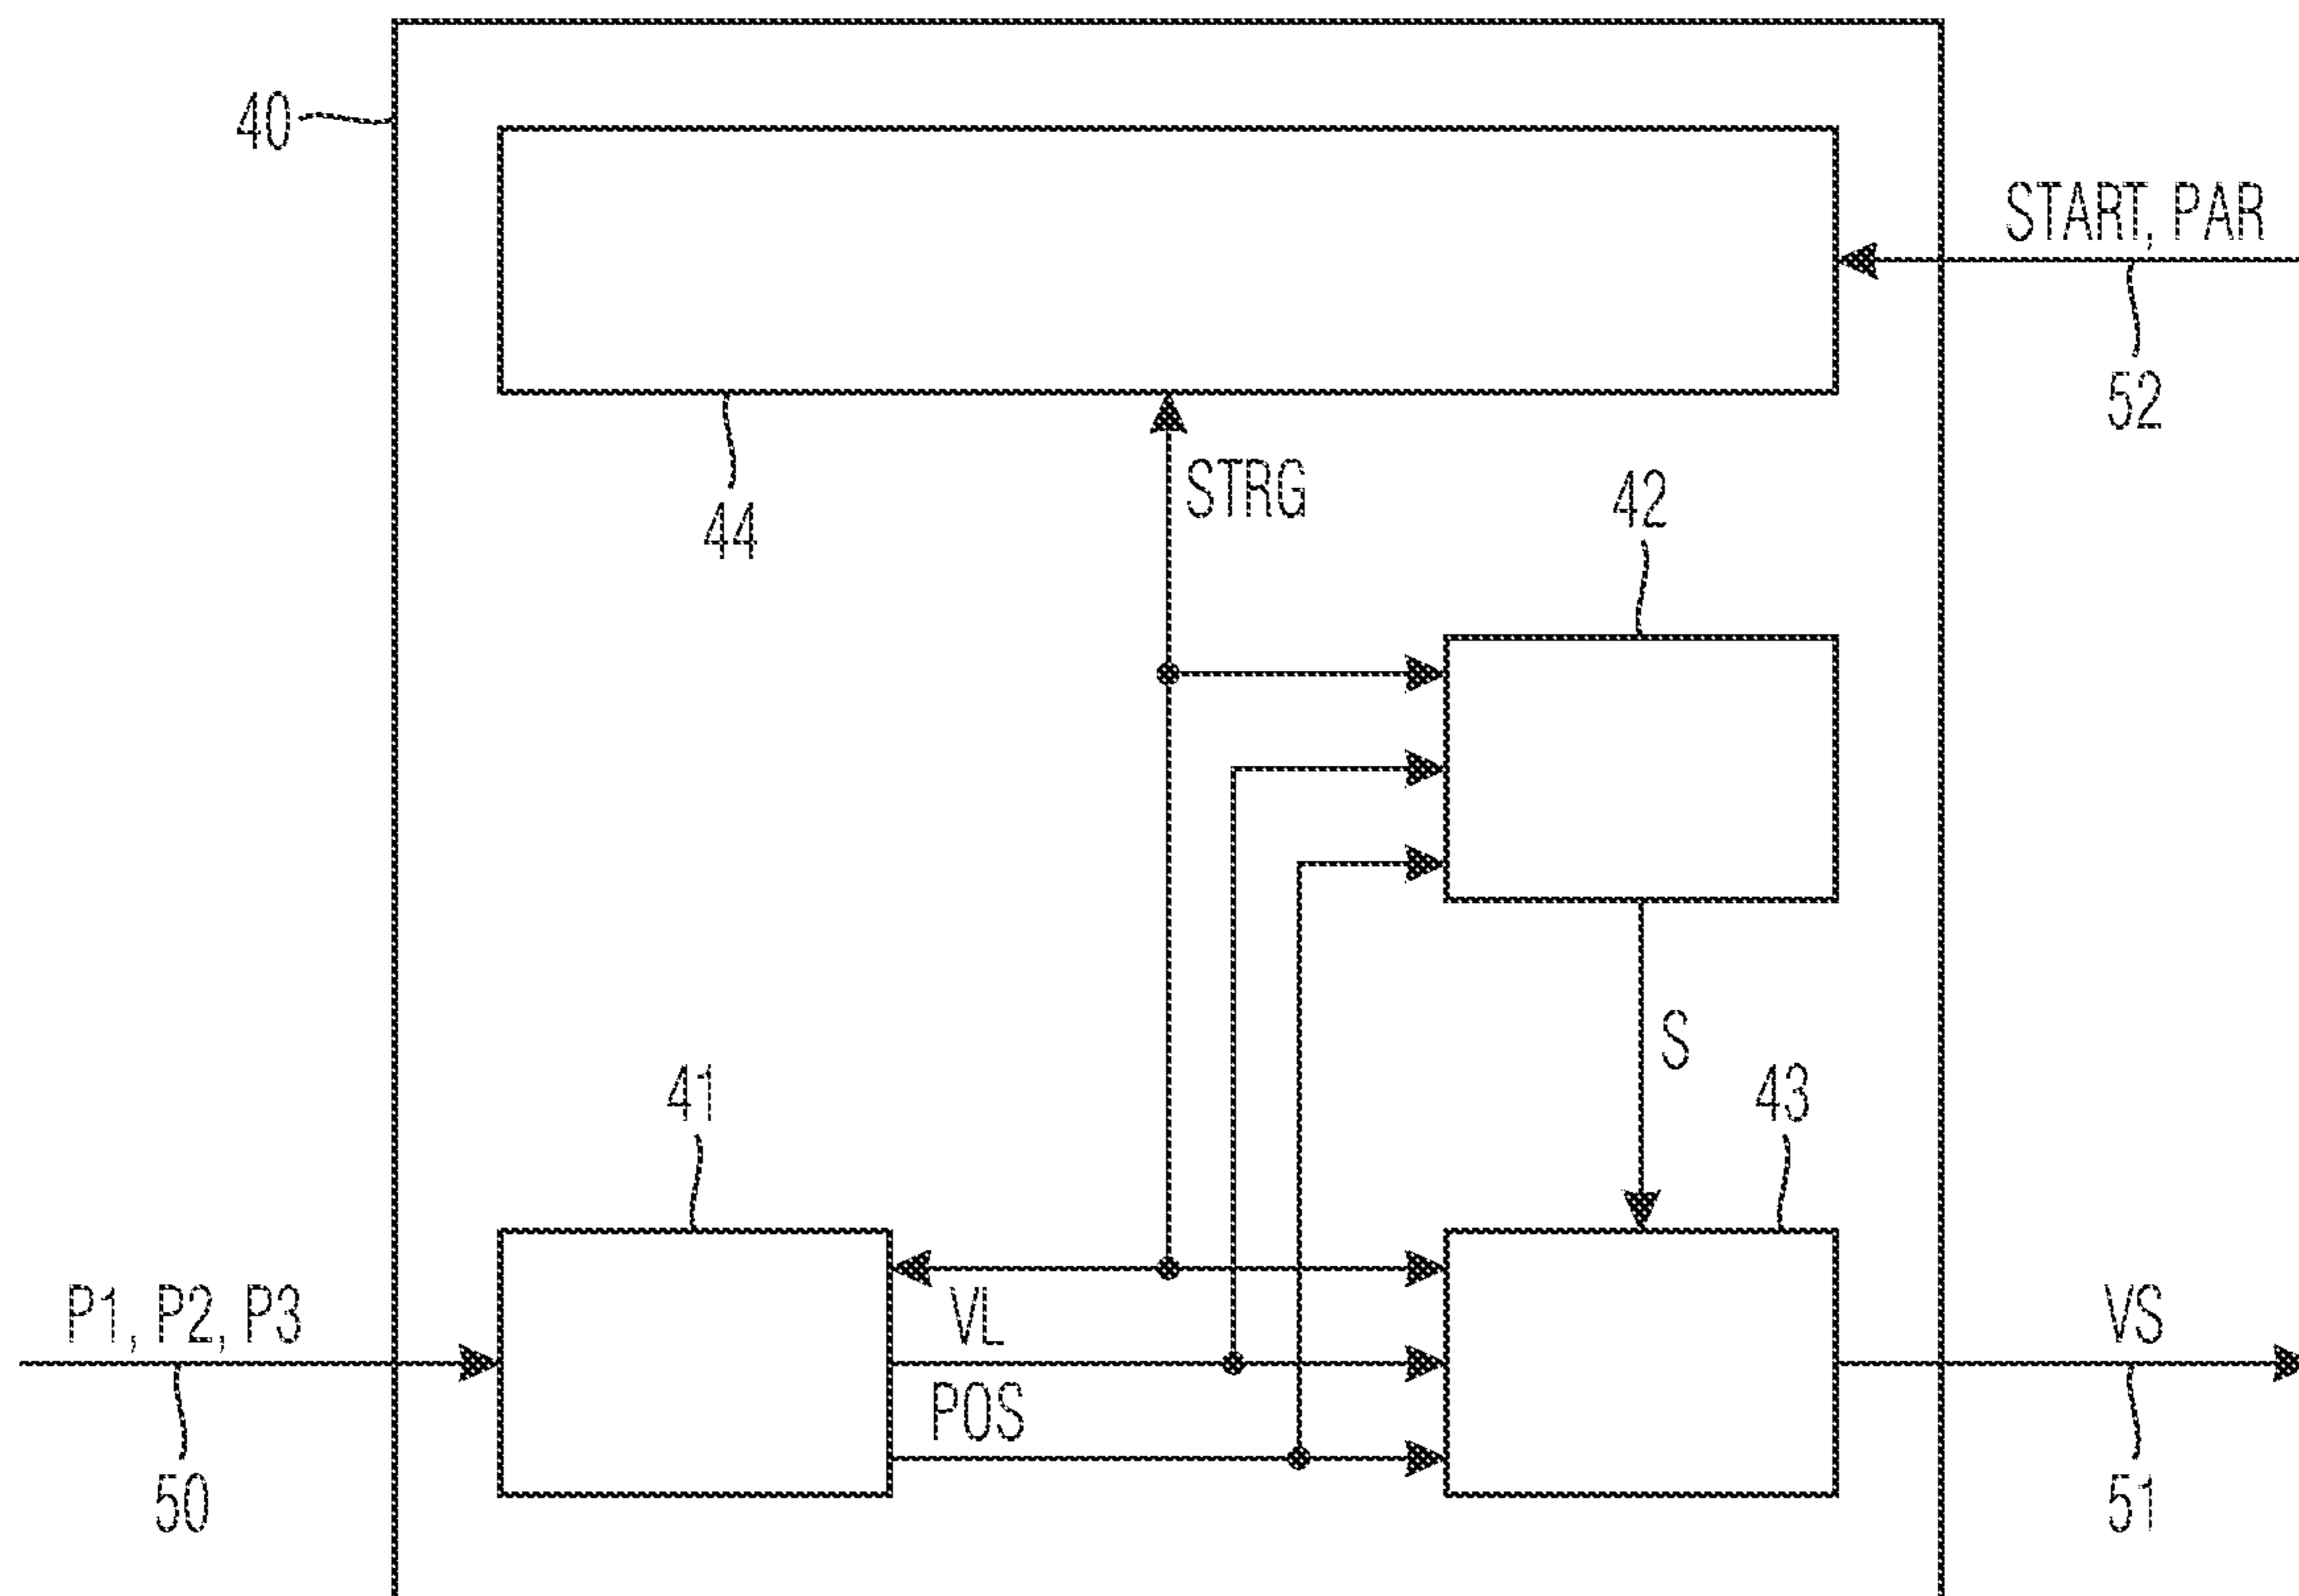 40
START, PAR
52
44
STRG
42
S
41
43
P1, P2, P3
VL
VS
POS
50
51